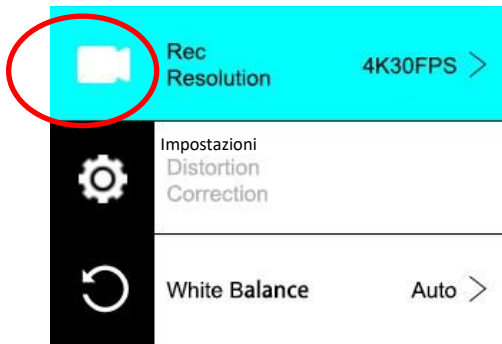 Rec
Resolution
4K30FPS >
Impostazioni
Distortion
Correction
White Balance
Auto >